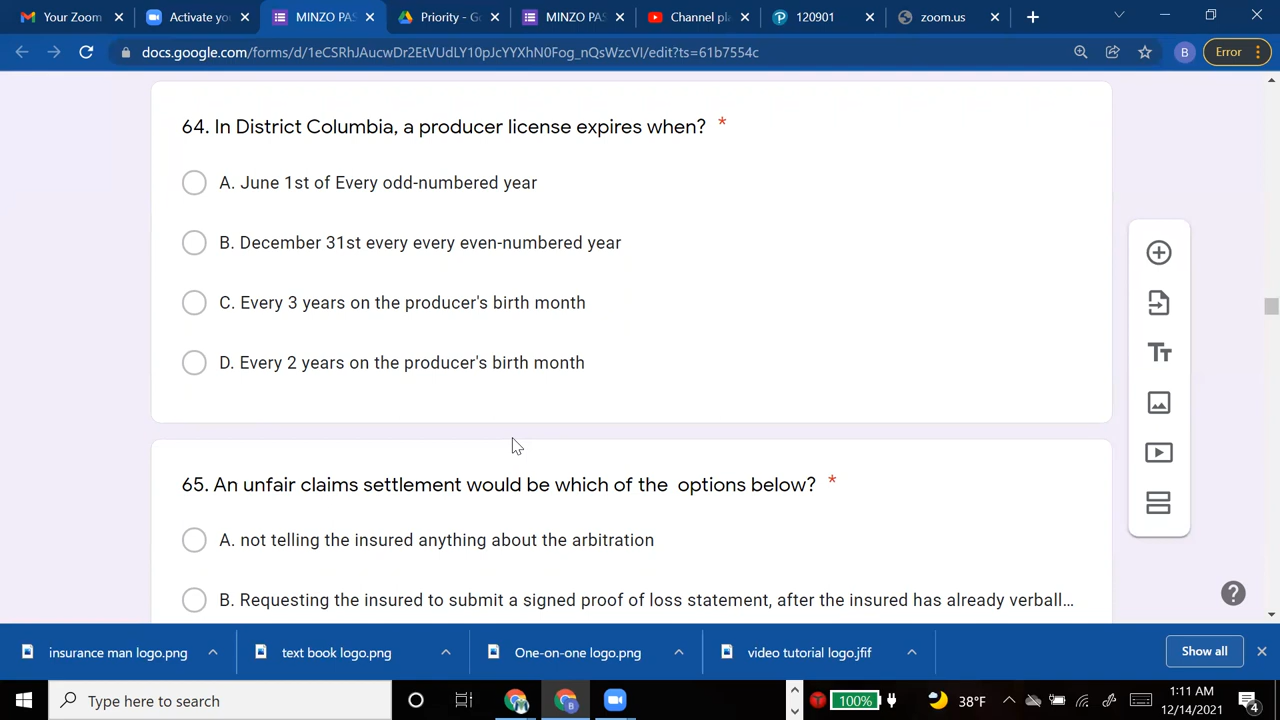 Your Zoom
Activate yo
MINZO PAS
Priority - Go
MINZO PAS
Channel pla
120901
zoom.us
docs.google.com/forms/d/1eCSRhJAucwDr2EtVUdLY10pJcYYXhN0Fog_nQsWzcVI/edit?ts=61b7554c
B
Error
64. In District Columbia, a producer license expires when? *
A. June 1st of Every odd-numbered year
B. December 31st every every even-numbered year
C. Every 3 years on the producer's birth month
D. Every 2 years on the producer's birth month
65. An unfair claims settlement would be which of the options below? *
A. not telling the insured anything about the arbitration
B. Requesting the insured to submit a signed proof of loss statement, after the insured has already verball...
insurance man logo.png
text book logo.png
One-on-one logo.png
video tutorial logo.jfif
Show all
Type here to search
100%
38°F
1:11 AM
12/14/2021
4